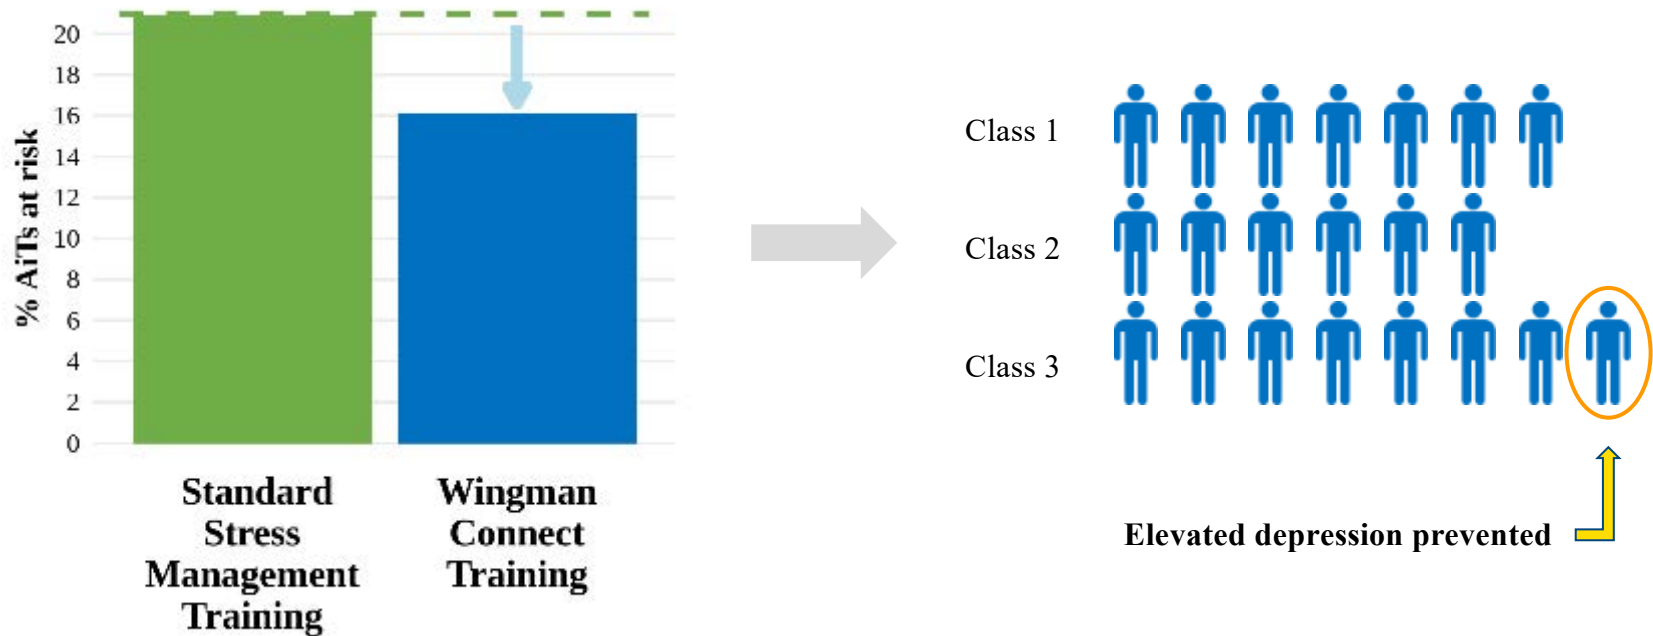 % AiTs at risk
20
18
16
14
12
10
8
6
4
2
0
Standard
Stress
Management
Training
Wingman
Connect
Training
Class 1
Class 2
Class 3
Elevated depression prevented